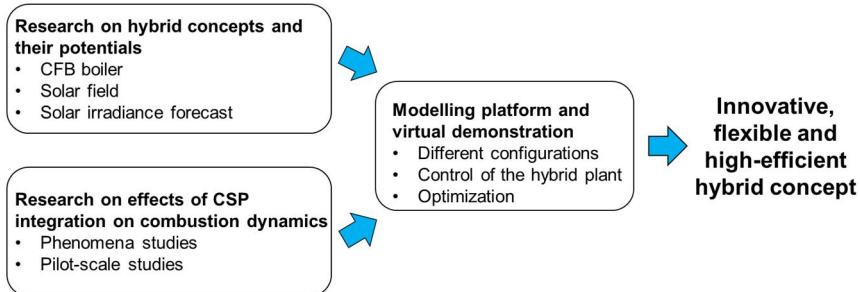 Research on hybrid concepts and
their potentials
• CFB boiler
• Solar field
• Solar irradiance forecast
Research on effects of CSP
integration on combustion dynamics
• Phenomena studies
• Pilot-scale studies
Modelling platform and
virtual demonstration
• Different configurations
• Control of the hybrid plant
• Optimization
Innovative,
flexible and
high-efficient
hybrid concept